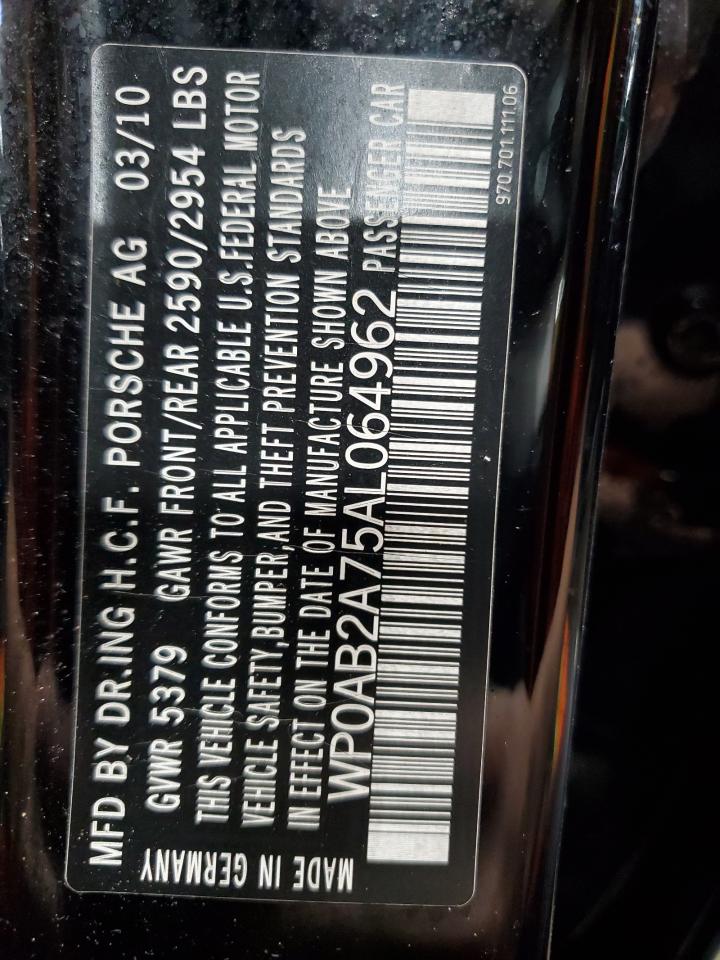 MFD BY DR.ING H.C.F. PORSCHE AG 03/10
GVWR 5379 GAWR FRONT/REAR 2590/2954 LBS
THIS VEHICLE CONFORMS TO ALL APPLICABLE U.S.FEDERAL MOTOR
VEHICLE SAFETY,BUMPER,AND THEFT PREVENTION STANDARDS
IN EFFECT ON THE DATE OF MANUFACTURE SHOWN ABOVE
WP0AB2A75AL064962 PASSENGER CAR
MADE IN GERMANY
970.701.111.06